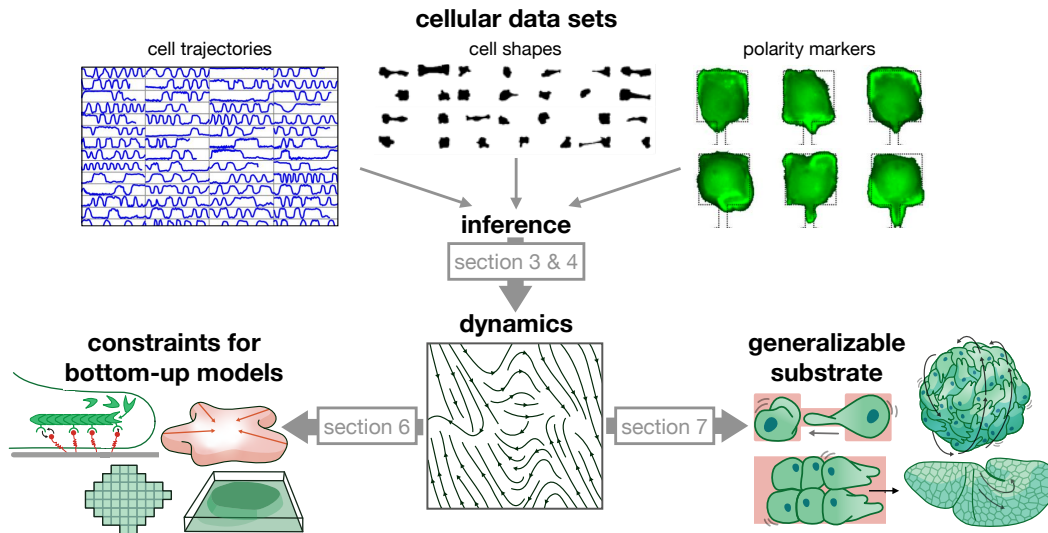 cellular data sets
cell trajectories
cell shapes
polarity markers
inference
section 3 & 4
dynamics
constraints for
bottom-up models
generalizable
substrate
section 6
section 7